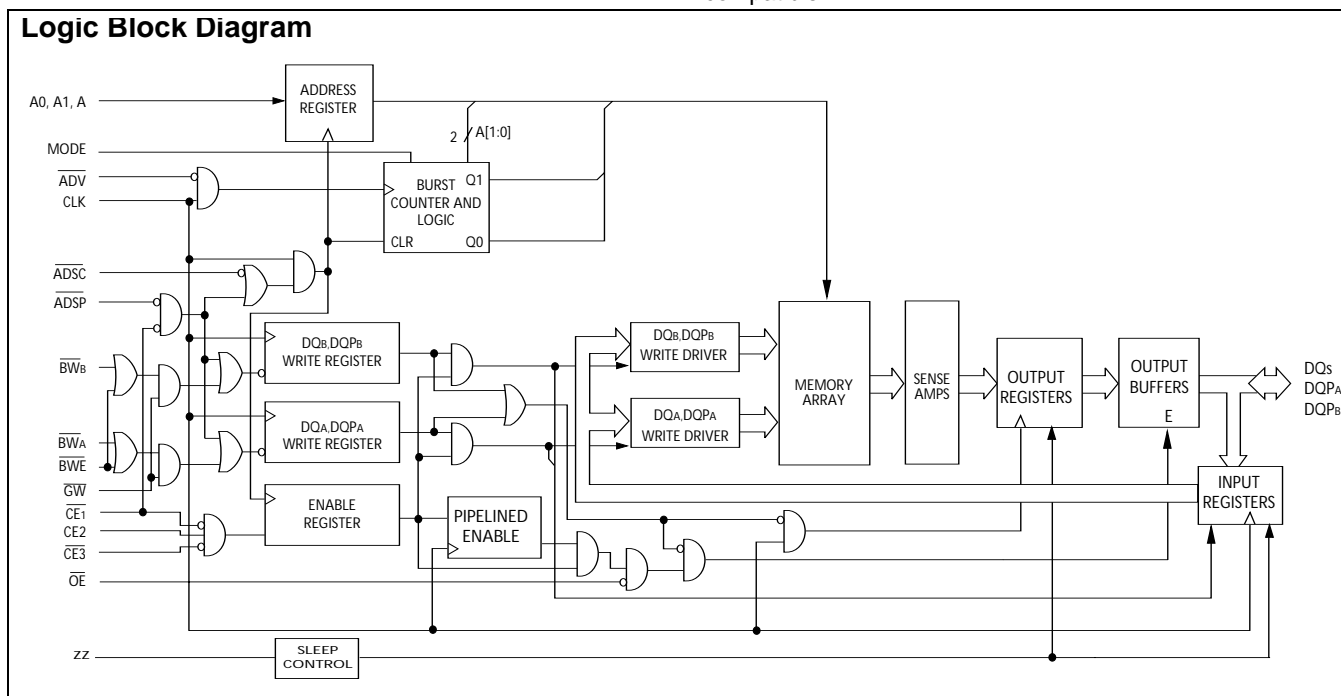 Logic Block Diagram
A0, A1, A
ADDRESS
REGISTER
MODE
2
A[1:0]
ADV
CLK
BURST
COUNTER AND
LOGIC
Q1
CLR
Q0
ADSC
ADSP
BWB
BWA
BWE
GW
CE1
CE2
CE3
OE
ZZ
DQB,DQPB
WRITE REGISTER
DQA,DQPA
WRITE REGISTER
ENABLE
REGISTER
PIPELINED
ENABLE
SLEEP
CONTROL
DQB,DQPB
WRITE DRIVER
DQA,DQPA
WRITE DRIVER
MEMORY
ARRAY
SENSE
AMPS
OUTPUT
REGISTERS
OUTPUT
BUFFERS
E
DQs
DQPA
DQPB
INPUT
REGISTERS